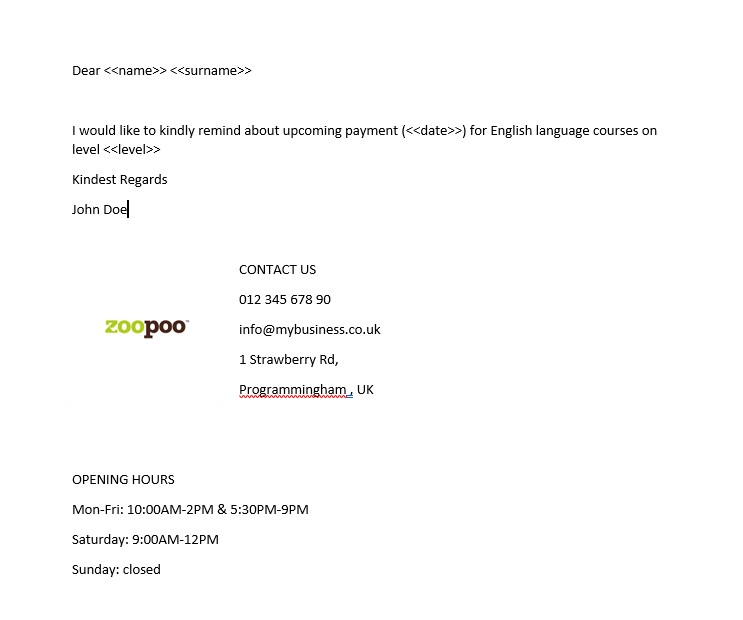 Dear <<name>> <<surname>>
I would like to kindly remind about upcoming payment (<<date>>) for English language courses on
level <<level>>
Kindest Regards
John Doe
CONTACT US
012 345 678 90
zoopoo™
info@mybusiness.co.uk
1 Strawberry Rd,
Programmingham , UK
OPENING HOURS
Mon-Fri: 10:00AM-2PM & 5:30PM-9PM
Saturday: 9:00AM-12PM
Sunday: closed